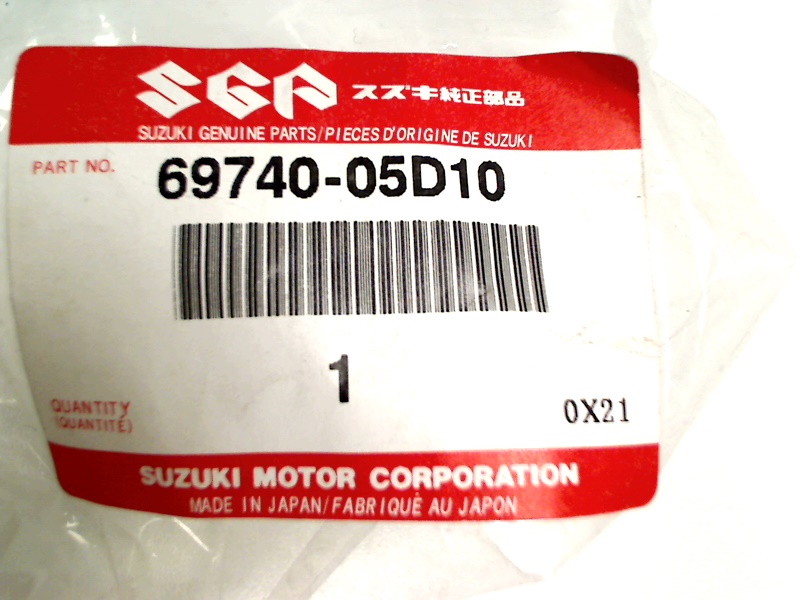 SGP スズキ純正部品
SUZUKI GENUINE PARTS/PIECES D'ORIGINE DE SUZUKI
PART NO. 69740-05D10
1
QUANTITY
(QUANTITÉ)
0X21
SUZUKI MOTOR CORPORATION
MADE IN JAPAN/FABRIQUÉ AU JAPON